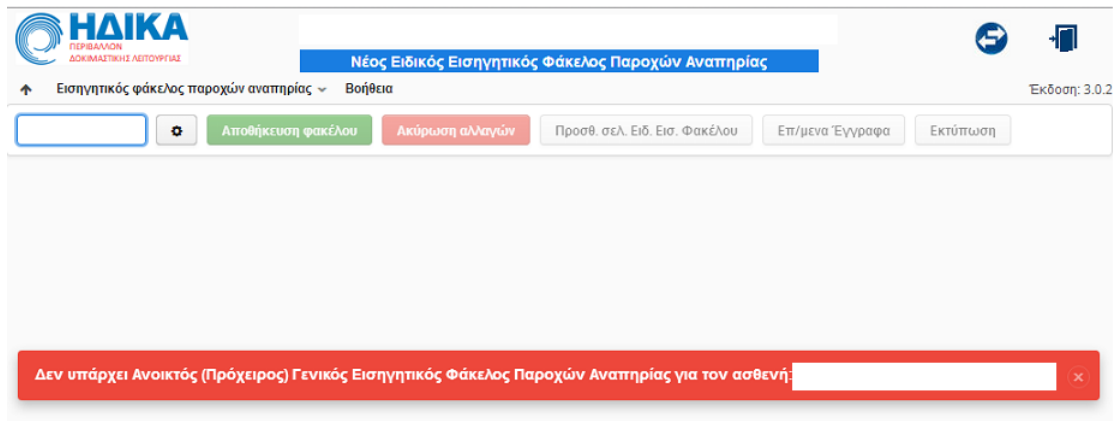 ΗΔΙΚΑ
ΠΕΡΙΒΑΛΛΟΝ
ΔΟΚΙΜΑΣΤΙΚΗΣ ΛΕΙΤΟΥΡΓΙΑΣ
Νέος Ειδικός Εισηγητικός Φάκελος Παροχών Αναπηρίας
Εισηγητικός φάκελος παροχών αναπηρίας Βοήθεια Έκδοση: 3.0.2
Αποθήκευση φακέλου Ακύρωση αλλαγών Προσθ. σελ. Ειδ. Εισ. Φακέλου Επ/μενα Έγγραφα Εκτύπωση
Δεν υπάρχει Ανοικτός (Πρόχειρος) Γενικός Εισηγητικός Φάκελος Παροχών Αναπηρίας για τον ασθενή: